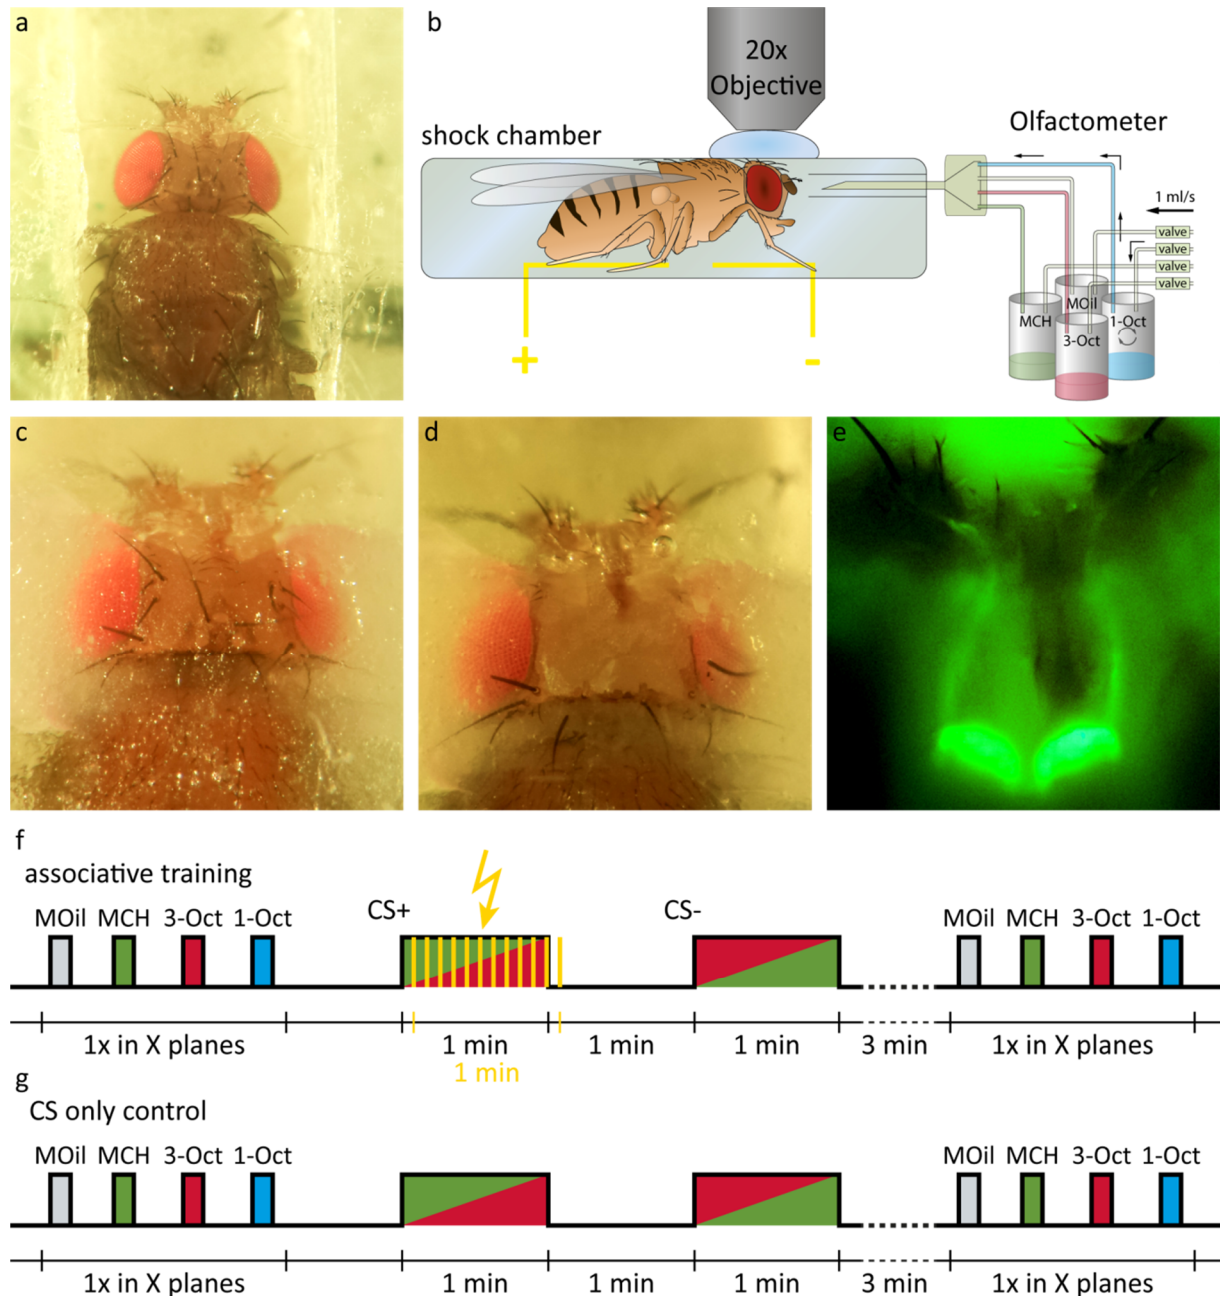 a
b
20x
Objective
shock chamber
Olfactometer
1 ml/s
valve
valve
valve
valve
MOil
MCH
1-Oct
3-Oct
+
-
c
d
e
f
associative training
MOil MCH 3-Oct 1-Oct
CS+
CS-
MOil MCH 3-Oct 1-Oct
1x in X planes
1 min
1 min
1 min
3 min
1x in X planes
1 min
g
CS only control
MOil MCH 3-Oct 1-Oct
MOil MCH 3-Oct 1-Oct
1x in X planes
1 min
1 min
1 min
3 min
1x in X planes